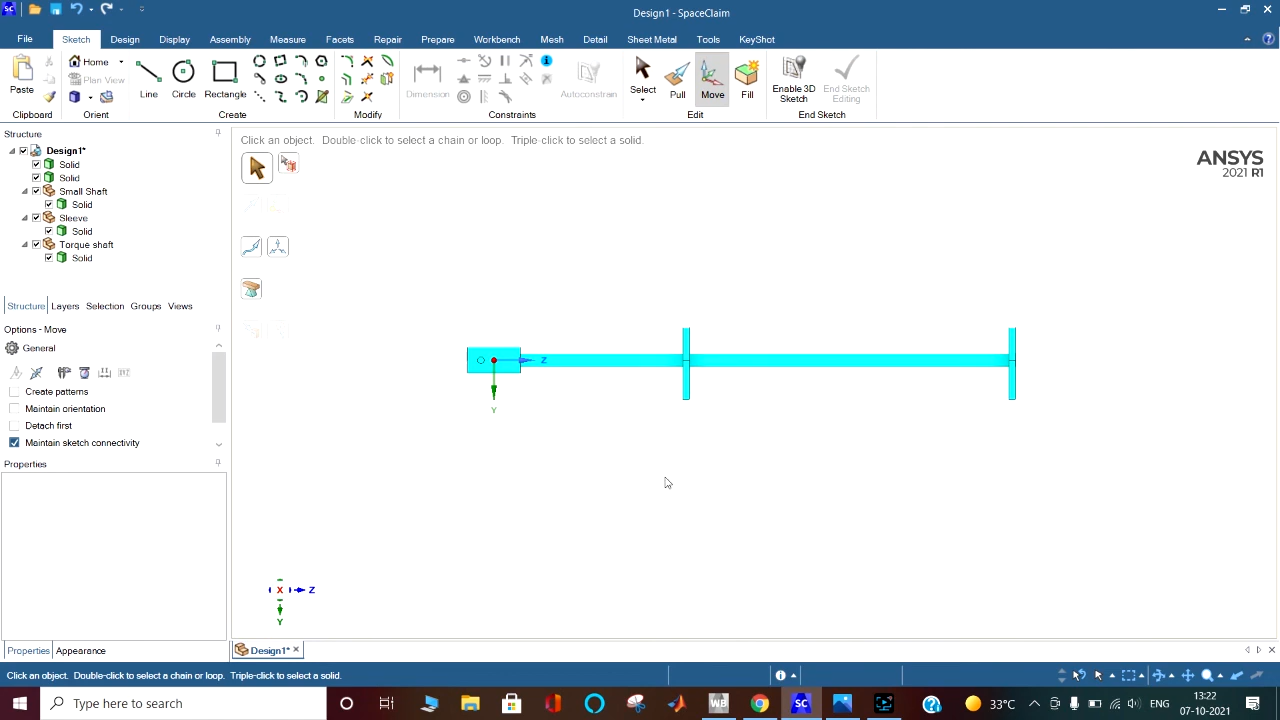 Design1 - SpaceClaim
File Sketch Design Display Assembly Measure Facets Repair Prepare Workbench Mesh Detail Sheet Metal Tools KeyShot
Paste
Home
Plan View
Line Circle Rectangle
Dimension
Autoconstrain
Select Pull Move Fill
Enable 3D Sketch
End Sketch Editing
Clipboard Orient Create Modify Constraints Edit End Sketch
Structure
Design1*
Solid
Solid
Small Shaft
Solid
Sleeve
Solid
Torque shaft
Solid
Structure Layers Selection Groups Views
Options - Move
General
XYZ
Create patterns
Maintain orientation
Detach first
Maintain sketch connectivity
Properties
Properties Appearance
Click an object. Double-click to select a chain or loop. Triple-click to select a solid.
ANSYS
2021 R1
Z
Y
X Z
Y
Design1*
Click an object. Double-click to select a chain or loop. Triple-click to select a solid.
Type here to search
WB
SC
33°C
ENG
13:22
07-10-2021